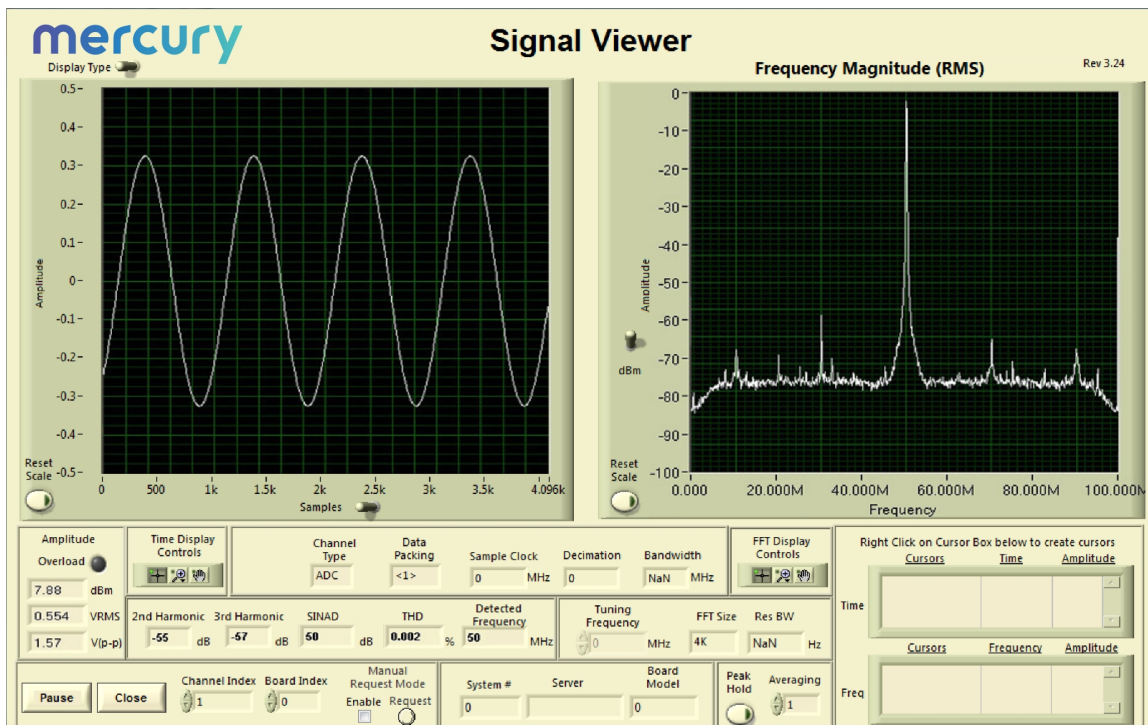 mercury
Signal Viewer
Display Type
Frequency Magnitude (RMS)
Rev 3.24
0.5
0.4
0.3
0.2
0.1
0
-0.1
-0.2
-0.3
-0.4
-0.5
Amplitude
0
500
1k
1.5k
2k
2.5k
3k
3.5k
4.096k
Samples
Reset
Scale
0
-10
-20
-30
-40
-50
-60
-70
-80
-90
-100
Amplitude
dBm
Reset
Scale
0.000
20.000M
40.000M
60.000M
80.000M
100.000M
Frequency
Amplitude
Overload
7.88 dBm
0.554 VRMS
1.57 V(p-p)
Time Display
Controls
Channel
Type
ADC
Data
Packing
<1>
Sample Clock
0 MHz
Decimation
0
Bandwidth
NaN MHz
FFT Display
Controls
2nd Harmonic
-55 dB
3rd Harmonic
-67 dB
SINAD
50 dB
THD
0.002 %
Detected
Frequency
50 MHz
Tuning
Frequency
0 MHz
FFT Size
4K
Res BW
NaN Hz
Pause
Close
Channel Index
1
Board Index
0
Manual
Request Mode
Enable Request
System #
0
Server
Board
Model
0
Peak
Hold
Averaging
1
Right Click on Cursor Box below to create cursors
Cursors Time Amplitude
Time
Cursors Frequency Amplitude
Freq